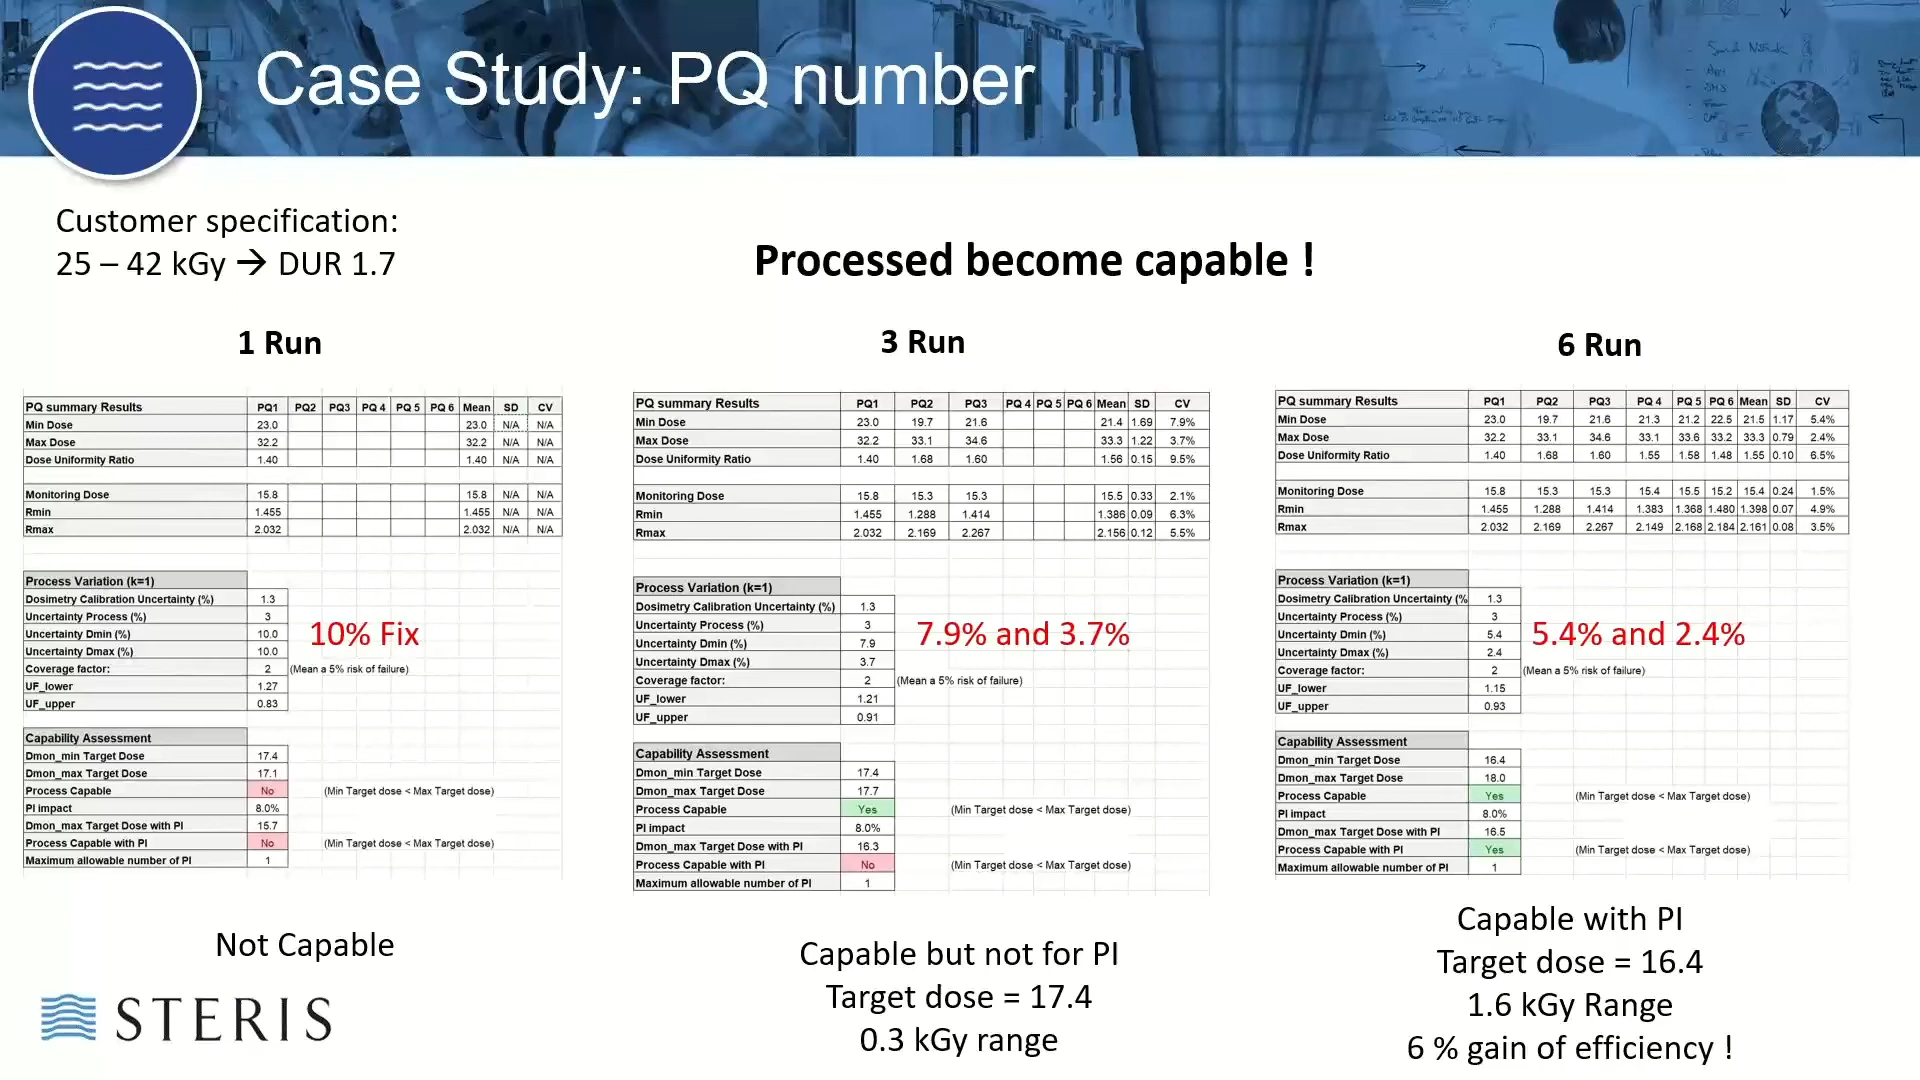 Case Study: PQ number
Customer specification:
25 – 42 kGy → DUR 1.7
Processed become capable !
1 Run
PQ summary Results PQ1 PQ2 PQ3 PQ 4 PQ 5 PQ 6 Mean SD CV
Min Dose 23.0 23.0 N/A N/A
Max Dose 32.2 32.2 N/A N/A
Dose Uniformity Ratio 1.40 1.40 N/A N/A
Monitoring Dose 15.8 15.8 N/A N/A
Rmin 1.455 1.455 N/A N/A
Rmax 2.032 2.032 N/A N/A
Process Variation (k=1)
Dosimetry Calibration Uncertainty (%) 1.3
Uncertainty Process (%) 3
Uncertainty Dmin (%) 10.0
Uncertainty Dmax (%) 10.0
10% Fix
Coverage factor: 2 (Mean a 5% risk of failure)
UF_lower 1.27
UF_upper 0.83
Capability Assessment
Dmon_min Target Dose 17.4
Dmon_max Target Dose 17.1
Process Capable No (Min Target dose < Max Target dose)
PI impact 8.0%
Dmon_max Target Dose with PI 15.7
Process Capable with PI No (Min Target dose < Max Target dose)
Maximum allowable number of PI 1
Not Capable
3 Run
PQ summary Results PQ1 PQ2 PQ3 PQ 4 PQ 5 PQ 6 Mean SD CV
Min Dose 23.0 19.7 21.6 21.4 1.69 7.9%
Max Dose 32.2 33.1 34.6 33.3 1.22 3.7%
Dose Uniformity Ratio 1.40 1.68 1.60 1.56 0.15 9.5%
Monitoring Dose 15.8 15.3 15.3 15.5 0.33 2.1%
Rmin 1.455 1.288 1.414 1.386 0.09 6.3%
Rmax 2.032 2.169 2.267 2.156 0.12 5.5%
Process Variation (k=1)
Dosimetry Calibration Uncertainty (%) 1.3
Uncertainty Process (%) 3
Uncertainty Dmin (%) 7.9
Uncertainty Dmax (%) 3.7
7.9% and 3.7%
Coverage factor: 2 (Mean a 5% risk of failure)
UF_lower 1.21
UF_upper 0.91
Capability Assessment
Dmon_min Target Dose 17.4
Dmon_max Target Dose 17.7
Process Capable Yes (Min Target dose < Max Target dose)
PI impact 8.0%
Dmon_max Target Dose with PI 16.3
Process Capable with PI No (Min Target dose < Max Target dose)
Maximum allowable number of PI 1
Capable but not for PI
Target dose = 17.4
0.3 kGy range
6 Run
PQ summary Results PQ1 PQ2 PQ3 PQ 4 PQ 5 PQ 6 Mean SD CV
Min Dose 23.0 19.7 21.6 21.3 21.2 22.5 21.5 1.17 5.4%
Max Dose 32.2 33.1 34.6 33.1 33.6 33.2 33.3 0.79 2.4%
Dose Uniformity Ratio 1.40 1.68 1.60 1.55 1.58 1.48 1.55 0.10 6.5%
Monitoring Dose 15.8 15.3 15.3 15.4 15.5 15.2 15.4 0.24 1.5%
Rmin 1.455 1.288 1.414 1.383 1.368 1.480 1.398 0.07 4.9%
Rmax 2.032 2.169 2.267 2.149 2.168 2.184 2.161 0.08 3.5%
Process Variation (k=1)
Dosimetry Calibration Uncertainty (% 1.3
Uncertainty Process (%) 3
Uncertainty Dmin (%) 5.4
Uncertainty Dmax (%) 2.4
5.4% and 2.4%
Coverage factor: 2 (Mean a 5% risk of failure)
UF_lower 1.15
UF_upper 0.93
Capability Assessment
Dmon_min Target Dose 16.4
Dmon_max Target Dose 18.0
Process Capable Yes (Min Target dose < Max Target dose)
PI impact 8.0%
Dmon_max Target Dose with PI 16.5
Process Capable with PI Yes (Min Target dose < Max Target dose)
Maximum allowable number of PI 1
Capable with PI
Target dose = 16.4
1.6 kGy Range
6 % gain of efficiency !
STERIS